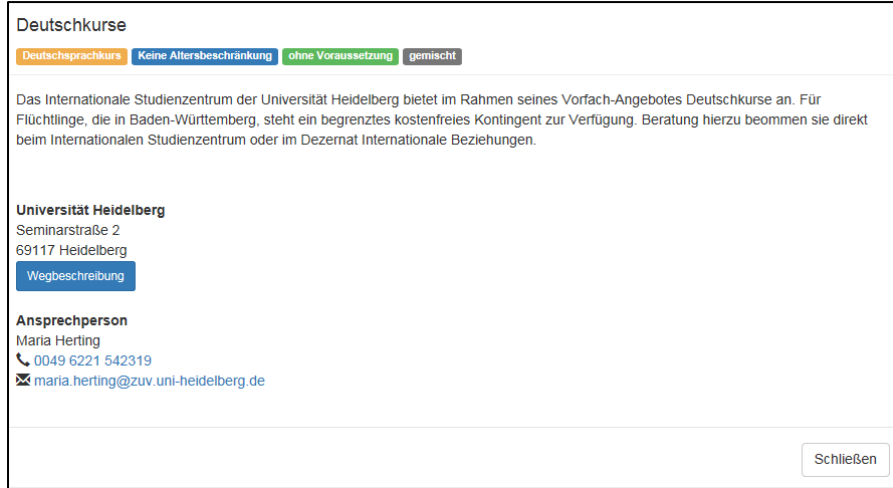 Deutschkurse
Deutschsprachkurs Keine Altersbeschränkung ohne Voraussetzung gemischt
Das Internationale Studienzentrum der Universität Heidelberg bietet im Rahmen seines Vorfach-Angebotes Deutschkurse an. Für
Flüchtlinge, die in Baden-Württemberg, steht ein begrenztes kostenfreies Kontingent zur Verfügung. Beratung hierzu beommen sie direkt
beim Internationalen Studienzentrum oder im Dezernat Internationale Beziehungen.
Universität Heidelberg
Seminarstraße 2
69117 Heidelberg
Wegbeschreibung
Ansprechperson
Maria Herting
0049 6221 542319
maria.herting@zuv.uni-heidelberg.de
Schließen